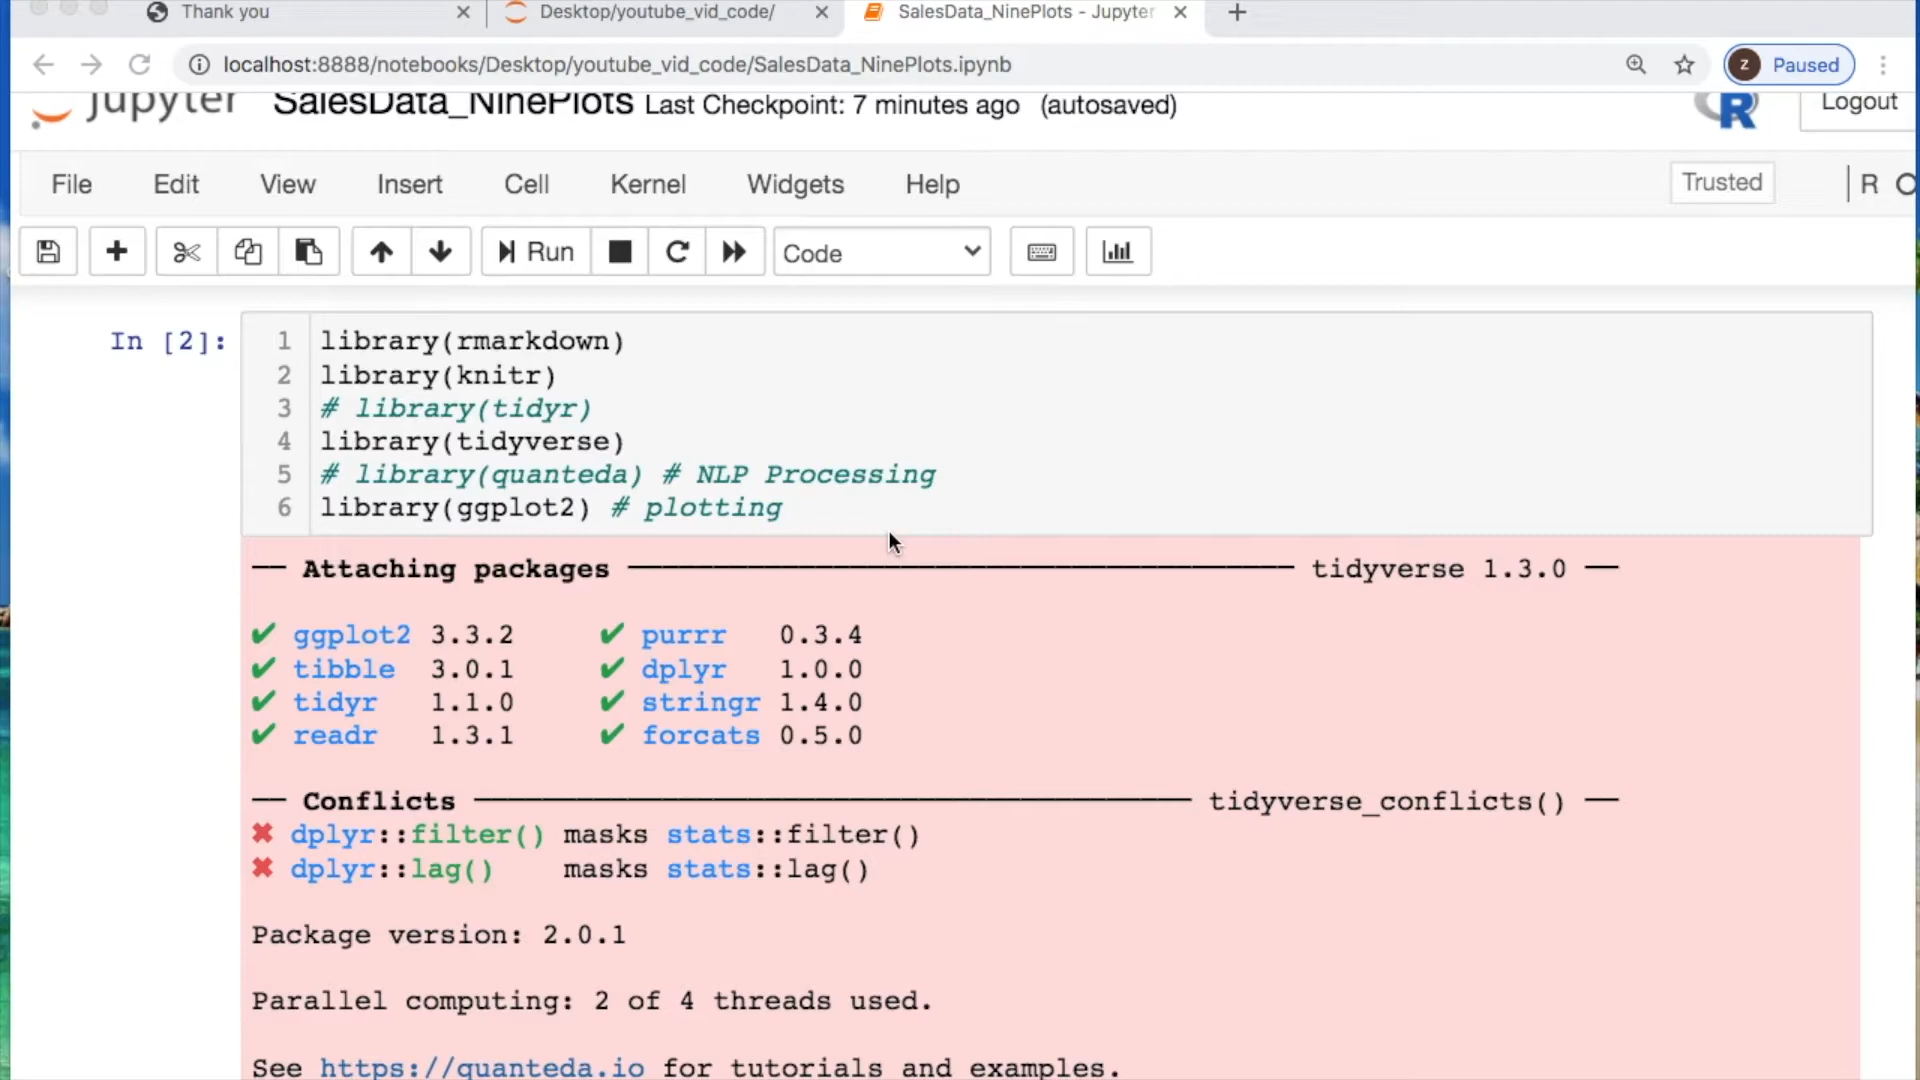 Thank you
Desktop/youtube_vid_code/
SalesData_NinePlots - Jupyter
localhost:8888/notebooks/Desktop/youtube_vid_code/SalesData_NinePlots.ipynb
z Paused
jupyter SalesData_NinePlots Last Checkpoint: 7 minutes ago (autosaved)
R
Logout
File Edit View Insert Cell Kernel Widgets Help
Trusted
R
Run
Code
In [2]:
1 library(rmarkdown)
2 library(knitr)
3 # library(tidyr)
4 library(tidyverse)
5 # library(quanteda) # NLP Processing
6 library(ggplot2) # plotting
── Attaching packages ─────────────────────────────────────── tidyverse 1.3.0 ──
✔ ggplot2 3.3.2 ✔ purrr 0.3.4
✔ tibble 3.0.1 ✔ dplyr 1.0.0
✔ tidyr 1.1.0 ✔ stringr 1.4.0
✔ readr 1.3.1 ✔ forcats 0.5.0
── Conflicts ────────────────────────────────────────── tidyverse_conflicts() ──
✖ dplyr::filter() masks stats::filter()
✖ dplyr::lag() masks stats::lag()
Package version: 2.0.1
Parallel computing: 2 of 4 threads used.
See https://quanteda.io for tutorials and examples.